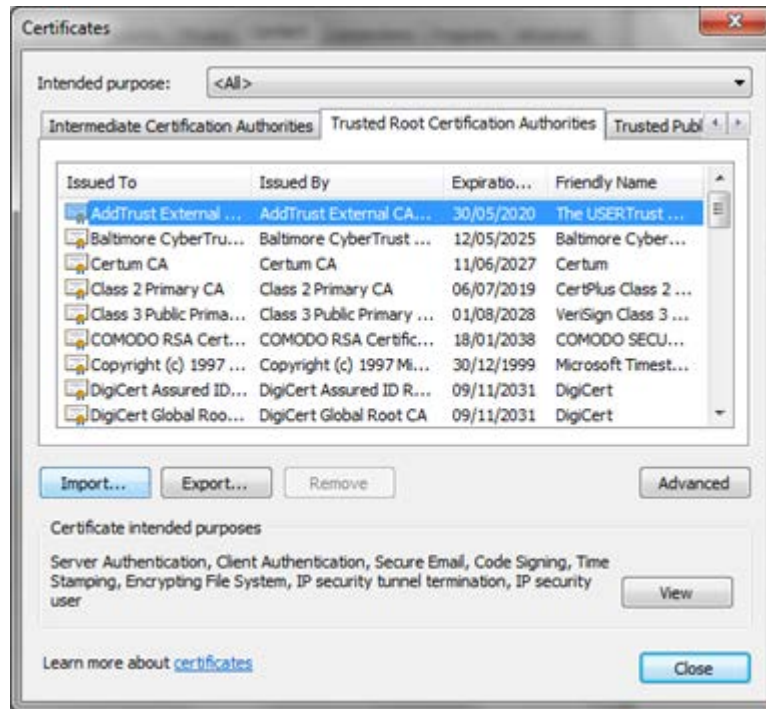 Certificates
Intended purpose: <All>
Intermediate Certification Authorities Trusted Root Certification Authorities Trusted Publ
Issued To Issued By Expiratio... Friendly Name
AddTrust External ... AddTrust External CA... 30/05/2020 The USERTrust ...
Baltimore CyberTru... Baltimore CyberTrust ... 12/05/2025 Baltimore Cyber...
Certum CA Certum CA 11/06/2027 Certum
Class 2 Primary CA Class 2 Primary CA 06/07/2019 CertPlus Class 2 ...
Class 3 Public Prima... Class 3 Public Primary ... 01/08/2028 VeriSign Class 3 ...
COMODO RSA Cert... COMODO RSA Certific... 18/01/2038 COMODO SECU...
Copyright (c) 1997 ... Copyright (c) 1997 Mi... 30/12/1999 Microsoft Timest...
DigiCert Assured ID... DigiCert Assured ID R... 09/11/2031 DigiCert
DigiCert Global Roo... DigiCert Global Root CA 09/11/2031 DigiCert
Import... Export... Remove Advanced
Certificate intended purposes
Server Authentication, Client Authentication, Secure Email, Code Signing, Time
Stamping, Encrypting File System, IP security tunnel termination, IP security
user
View
Learn more about certificates
Close